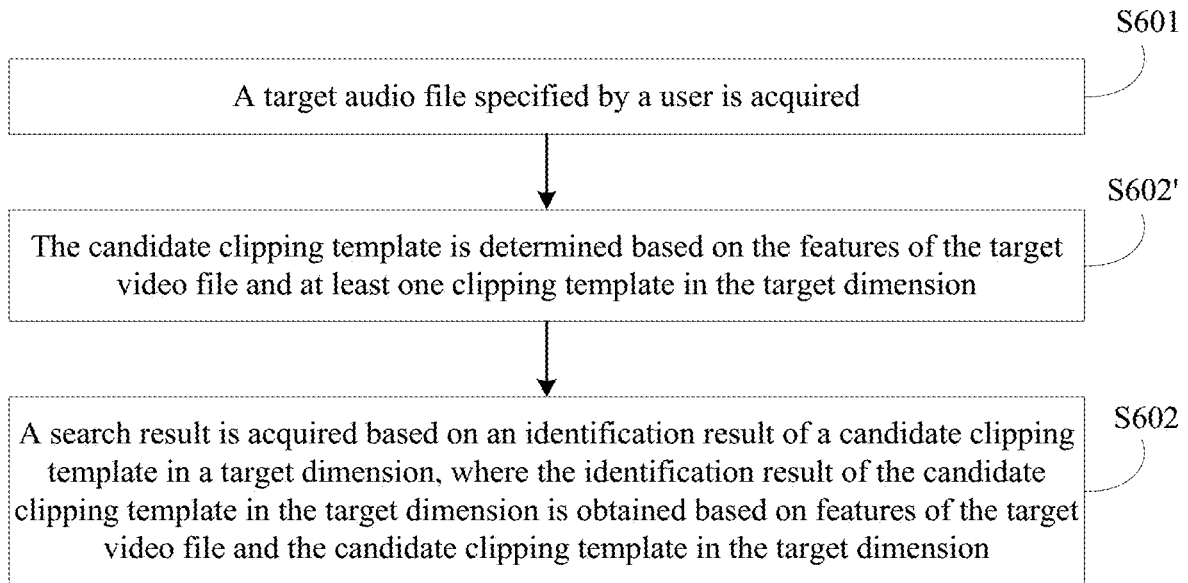 S601
A target audio file specified by a user is acquired
S602'
The candidate clipping template is determined based on the features of the target
video file and at least one clipping template in the target dimension
S602
A search result is acquired based on an identification result of a candidate clipping
template in a target dimension, where the identification result of the candidate
clipping template in the target dimension is obtained based on features of the target
video file and the candidate clipping template in the target dimension